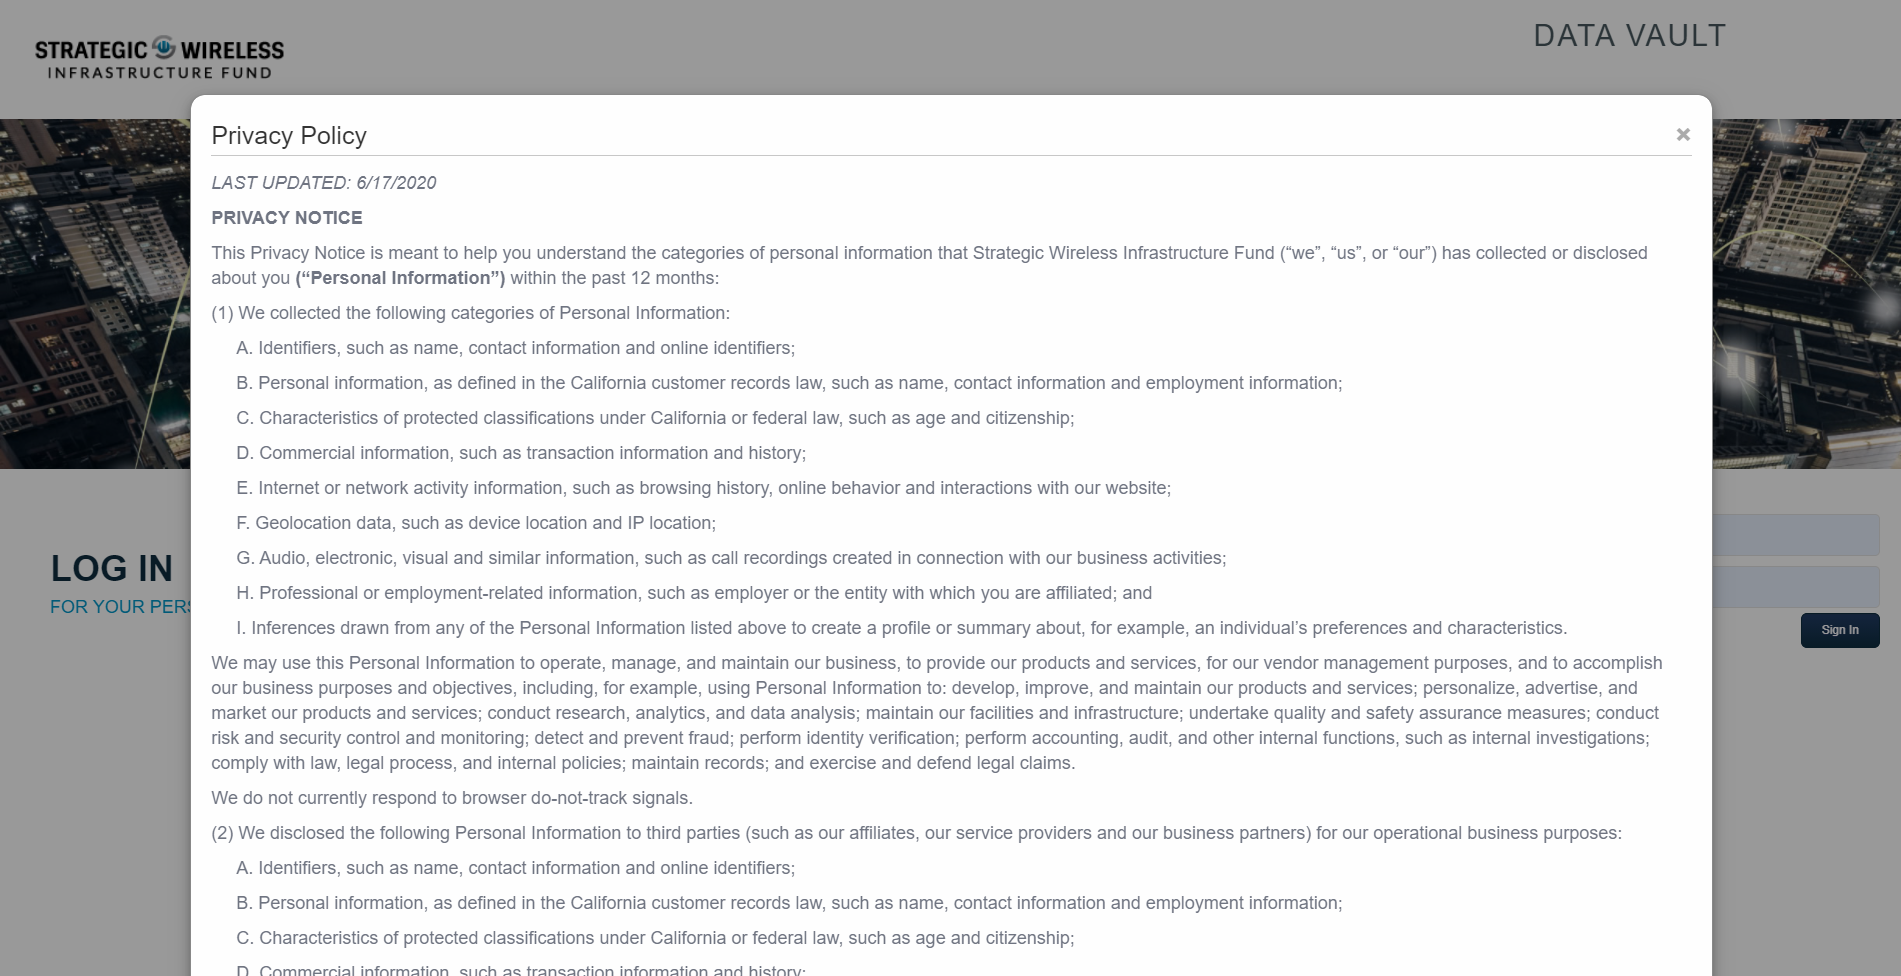 STRATEGIC WIRELESS
INFRASTRUCTURE FUND
DATA VAULT
Privacy Policy
LAST UPDATED: 6/17/2020
PRIVACY NOTICE
This Privacy Notice is meant to help you understand the categories of personal information that Strategic Wireless Infrastructure Fund (“we”, “us”, or “our”) has collected or disclosed
about you (“Personal Information”) within the past 12 months:
(1) We collected the following categories of Personal Information:
A. Identifiers, such as name, contact information and online identifiers;
B. Personal information, as defined in the California customer records law, such as name, contact information and employment information;
C. Characteristics of protected classifications under California or federal law, such as age and citizenship;
D. Commercial information, such as transaction information and history;
E. Internet or network activity information, such as browsing history, online behavior and interactions with our website;
F. Geolocation data, such as device location and IP location;
G. Audio, electronic, visual and similar information, such as call recordings created in connection with our business activities;
H. Professional or employment-related information, such as employer or the entity with which you are affiliated; and
I. Inferences drawn from any of the Personal Information listed above to create a profile or summary about, for example, an individual’s preferences and characteristics.
We may use this Personal Information to operate, manage, and maintain our business, to provide our products and services, for our vendor management purposes, and to accomplish
our business purposes and objectives, including, for example, using Personal Information to: develop, improve, and maintain our products and services; personalize, advertise, and
market our products and services; conduct research, analytics, and data analysis; maintain our facilities and infrastructure; undertake quality and safety assurance measures; conduct
risk and security control and monitoring; detect and prevent fraud; perform identity verification; perform accounting, audit, and other internal functions, such as internal investigations;
comply with law, legal process, and internal policies; maintain records; and exercise and defend legal claims.
We do not currently respond to browser do-not-track signals.
(2) We disclosed the following Personal Information to third parties (such as our affiliates, our service providers and our business partners) for our operational business purposes:
A. Identifiers, such as name, contact information and online identifiers;
B. Personal information, as defined in the California customer records law, such as name, contact information and employment information;
C. Characteristics of protected classifications under California or federal law, such as age and citizenship;
D. Commercial information, such as transaction information and history;
LOG IN
FOR YOUR PERS
Sign In